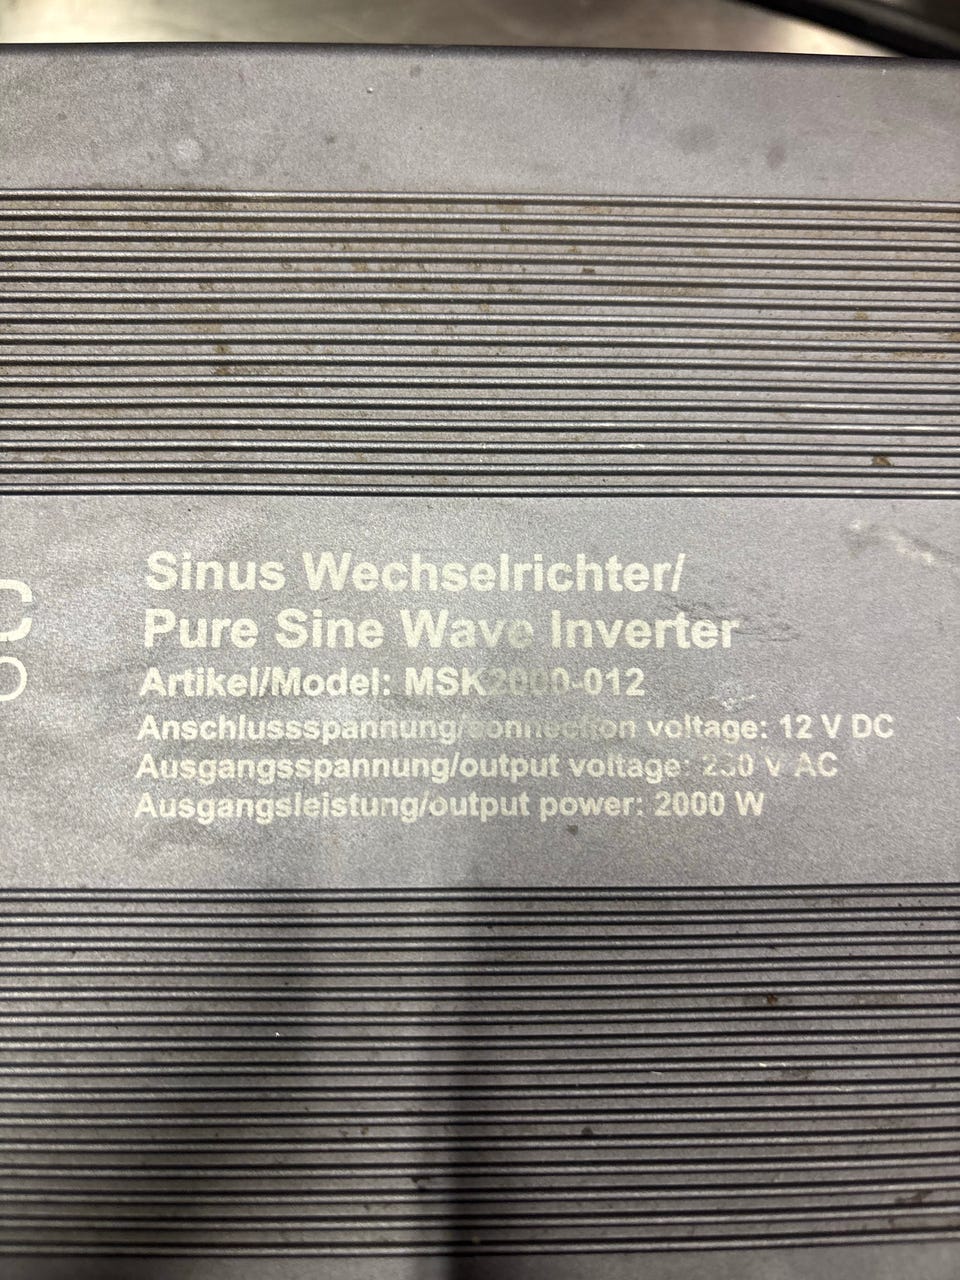 Sinus Wechselrichter/
Pure Sine Wave Inverter
Artikel/Model: MSK2000-012
Anschlussspannung/connection voltage: 12 V DC
Ausgangsspannung/output voltage: 230 V AC
Ausgangsleistung/output power: 2000 W